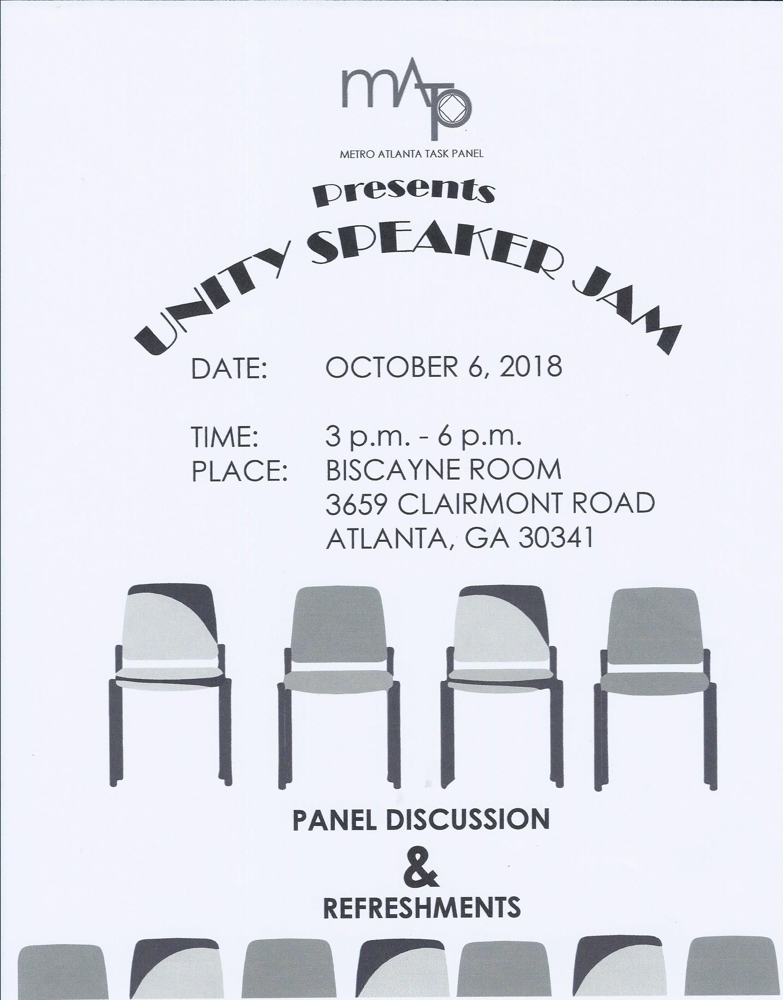 mATp
METRO ATLANTA TASK PANEL
Presents
UNITY SPEAKER JAM
DATE: OCTOBER 6, 2018
TIME: 3 p.m. - 6 p.m.
PLACE: BISCAYNE ROOM
3659 CLAIRMONT ROAD
ATLANTA, GA 30341
PANEL DISCUSSION
&
REFRESHMENTS